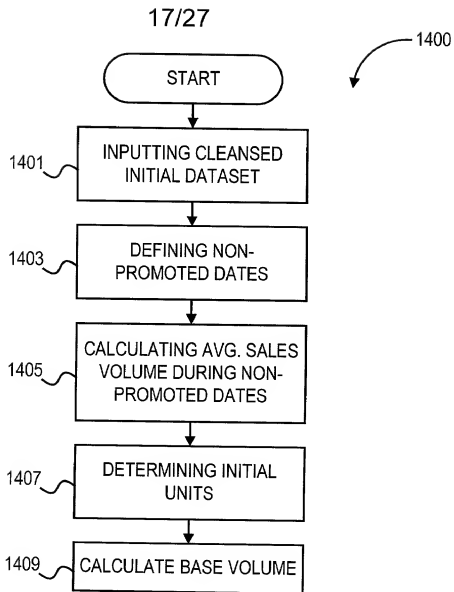 17/27
1400
START
1401
INPUTTING CLEANSED
INITIAL DATASET
1403
DEFINING NON-
PROMOTED DATES
1405
CALCULATING AVG. SALES
VOLUME DURING NON-
PROMOTED DATES
1407
DETERMINING INITIAL
UNITS
1409
CALCULATE BASE VOLUME